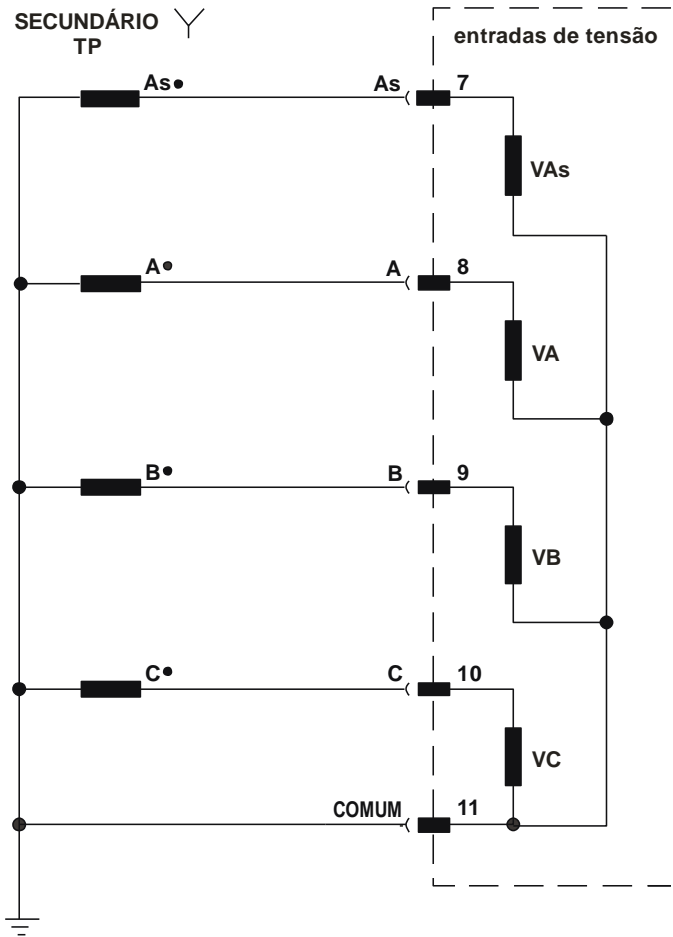 SECUNDÁRIO
TP
entradas de tensão
As
As
7
VAs
A
A
8
VA
B
B
9
VB
C
C
10
VC
COMUM
11